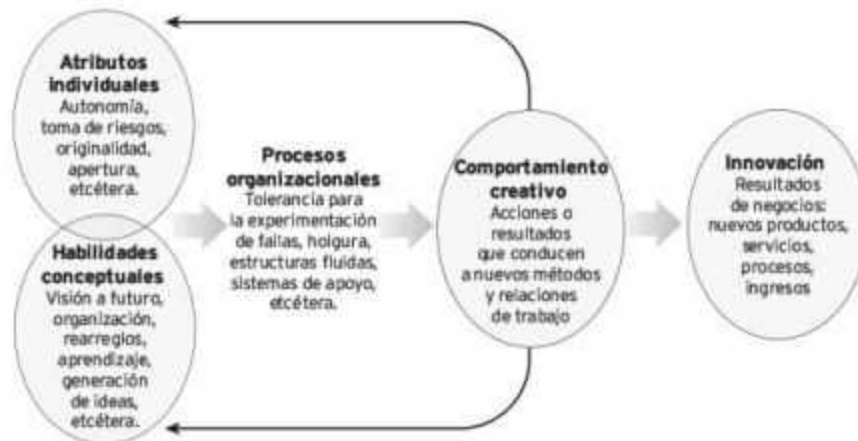 Atributos
individuales
Autonomía,
toma de riesgos,
originalidad,
apertura,
etcétera.
Habilidades
conceptuales
Visión a futuro,
organización,
rearreglos,
aprendizaje,
generación
de ideas,
etcétera.
Procesos
organizacionales
Tolerancia para
la experimentación
de fallas, holgura,
estructuras fluidas,
sistemas de apoyo,
etcétera.
Comportamiento
creativo
Acciones o
resultados
que conducen
a nuevos métodos
y relaciones
de trabajo
Innovación
Resultados
de negocios:
nuevos productos,
servicios,
procesos,
ingresos